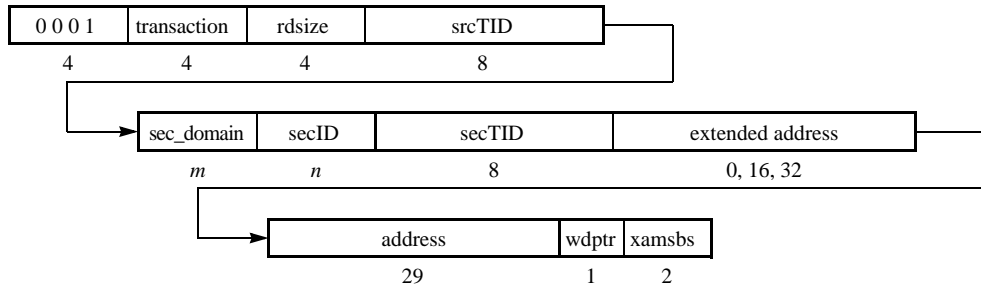 0 0 0 1 transaction rdsize srcTID
4 4 4 8
sec_domain secID secTID extended address
m n 8 0, 16, 32
address wdptr xamsbs
29 1 2